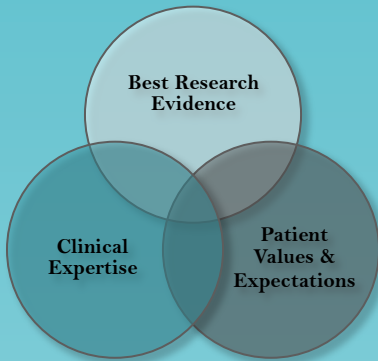 Best Research
Evidence
Clinical
Expertise
Patient
Values &
Expectations